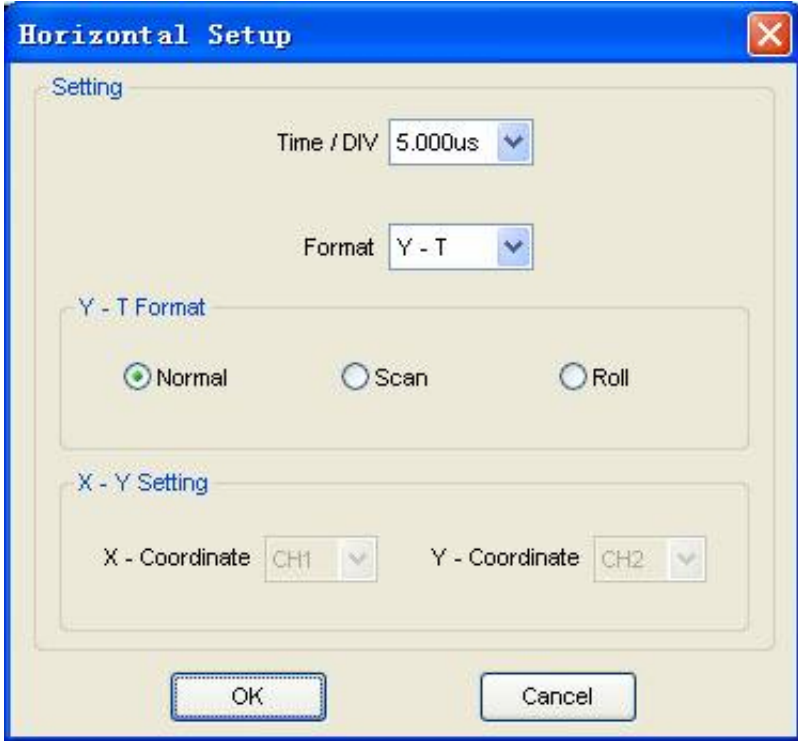 Horizontal Setup
Setting
Time / DIV 5.000us
Format Y - T
Y - T Format
Normal Scan Roll
X - Y Setting
X - Coordinate CH1 Y - Coordinate CH2
OK Cancel